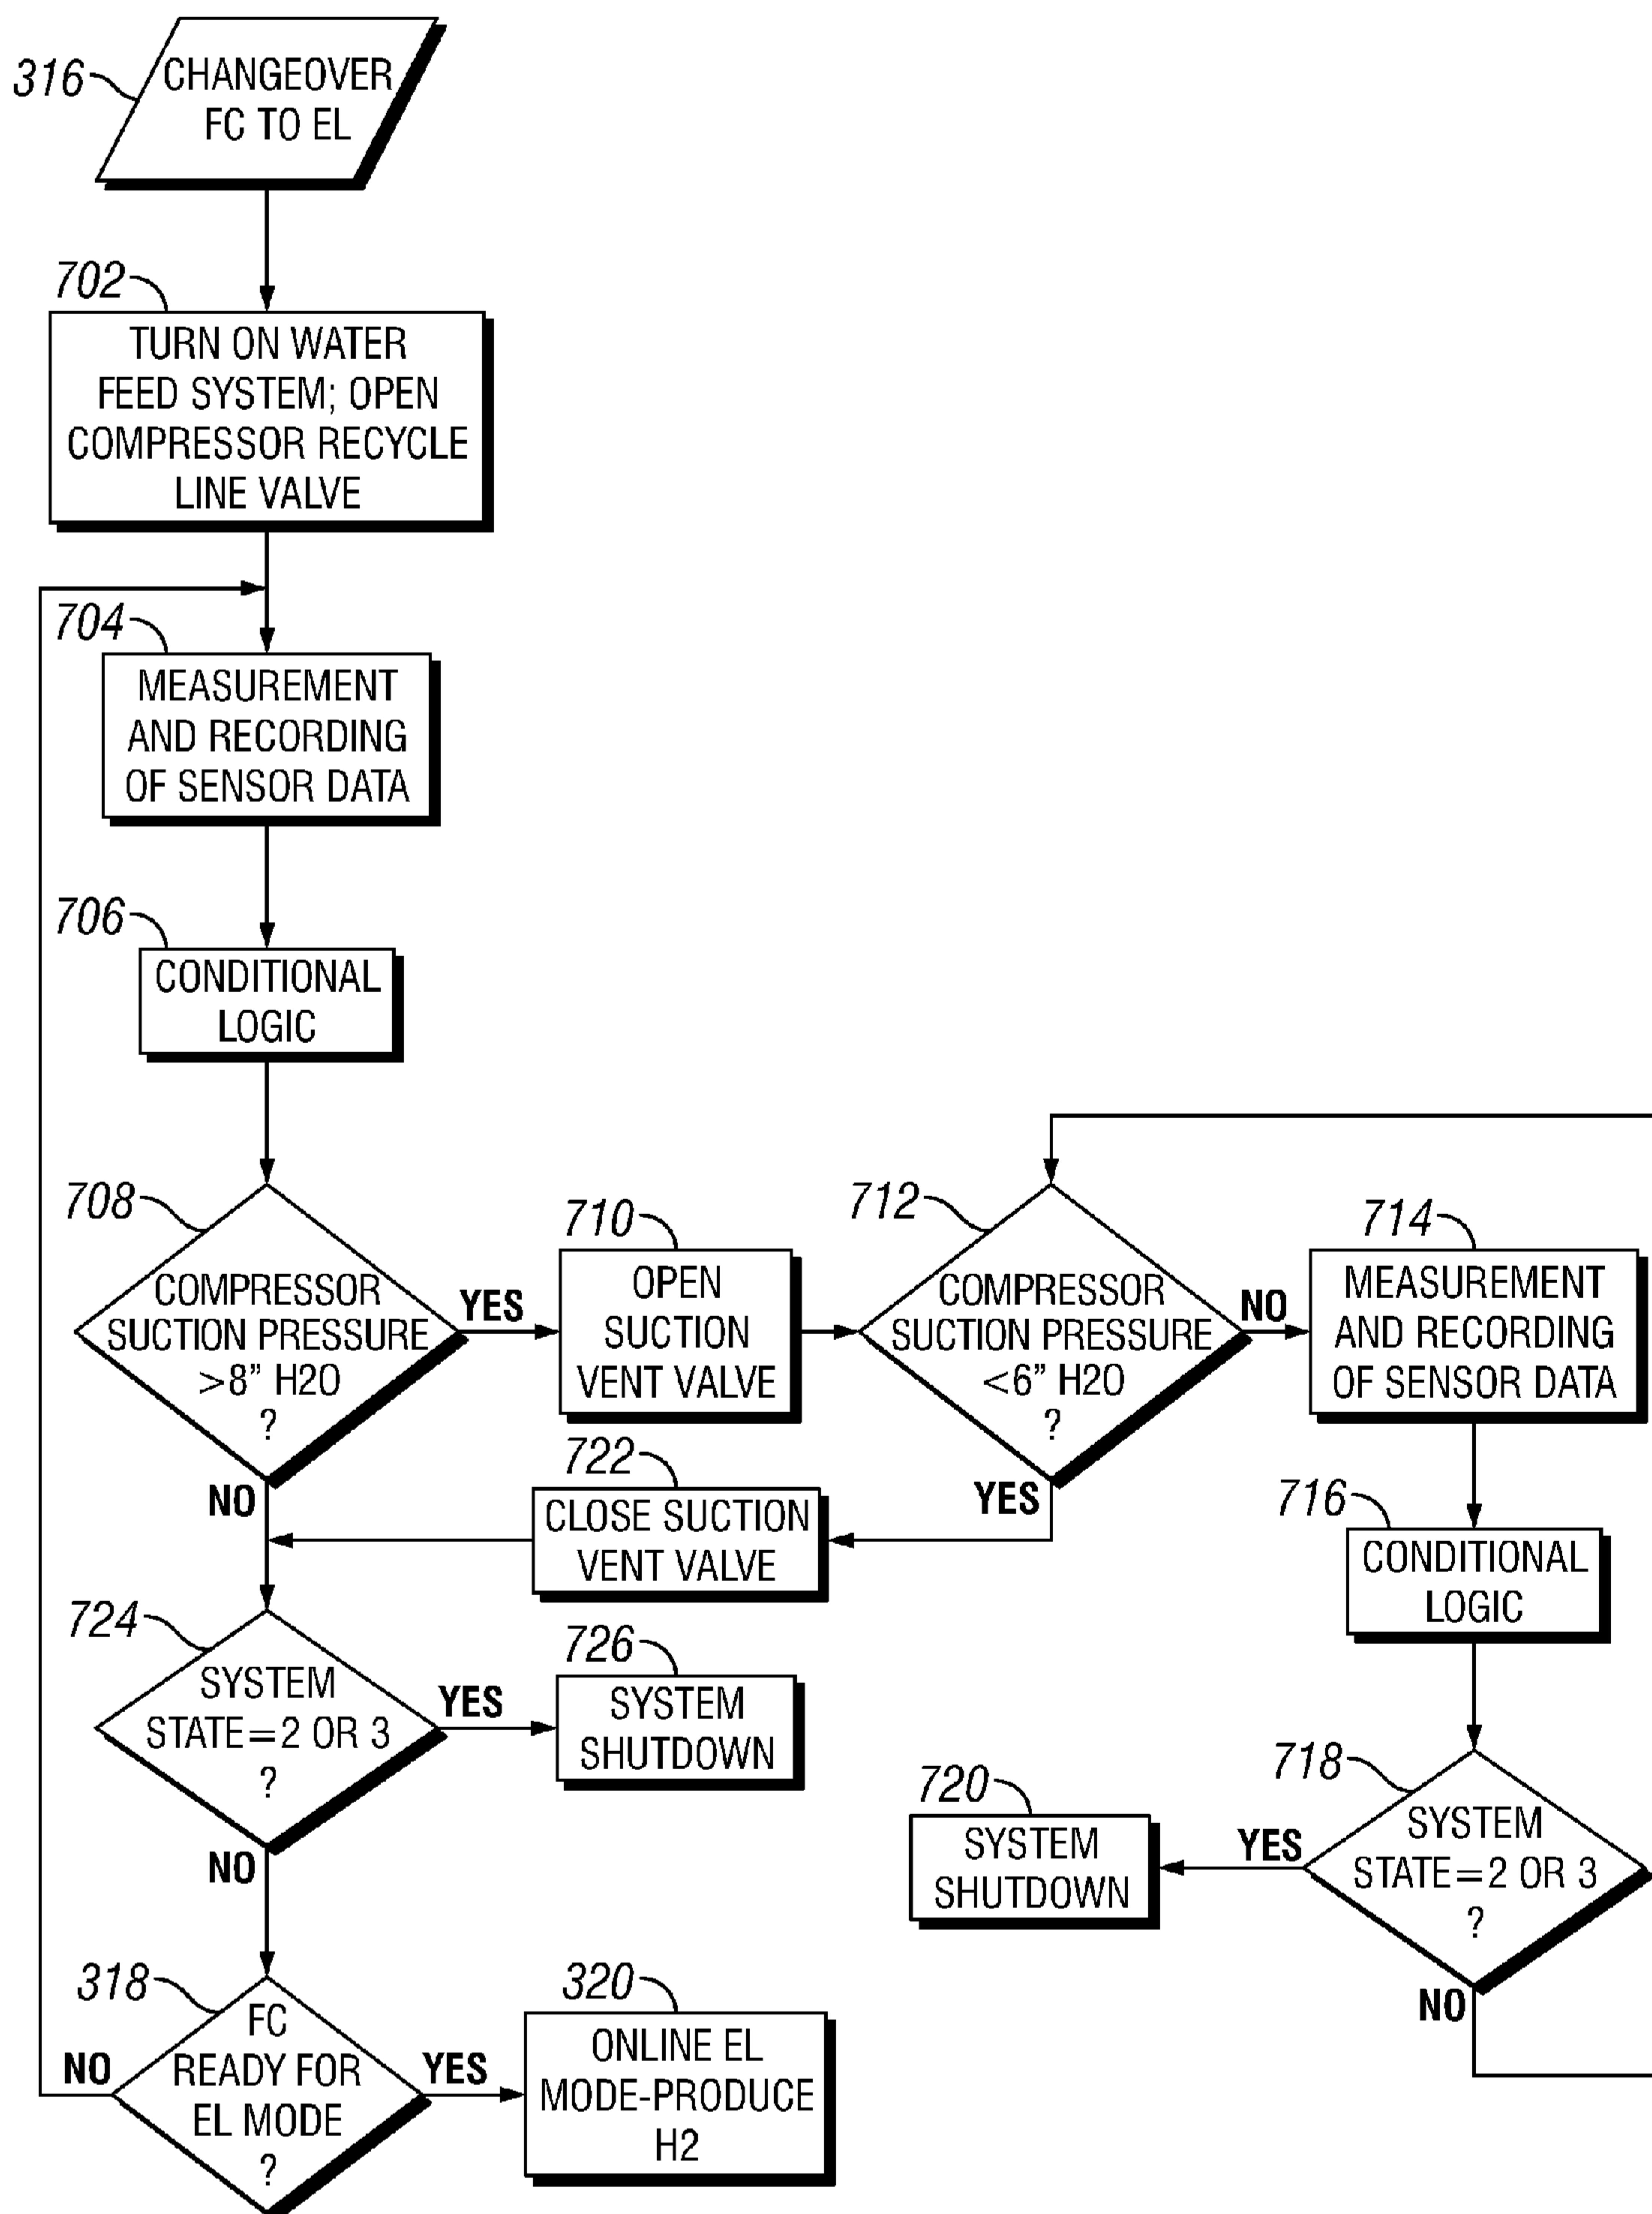 316
CHANGEOVER
FC TO EL
702
TURN ON WATER
FEED SYSTEM; OPEN
COMPRESSOR RECYCLE
LINE VALVE
704
MEASUREMENT
AND RECORDING
OF SENSOR DATA
706
CONDITIONAL
LOGIC
708
COMPRESSOR
SUCTION PRESSURE
>8” H2O
?
YES
NO
710
OPEN
SUCTION
VENT VALVE
712
COMPRESSOR
SUCTION PRESSURE
<6” H2O
?
NO
YES
714
MEASUREMENT
AND RECORDING
OF SENSOR DATA
722
CLOSE SUCTION
VENT VALVE
716
CONDITIONAL
LOGIC
724
SYSTEM
STATE=2 OR 3
?
YES
NO
726
SYSTEM
SHUTDOWN
718
SYSTEM
STATE=2 OR 3
?
YES
NO
720
SYSTEM
SHUTDOWN
318
FC
READY FOR
EL MODE
?
NO
YES
320
ONLINE EL
MODE-PRODUCE
H2